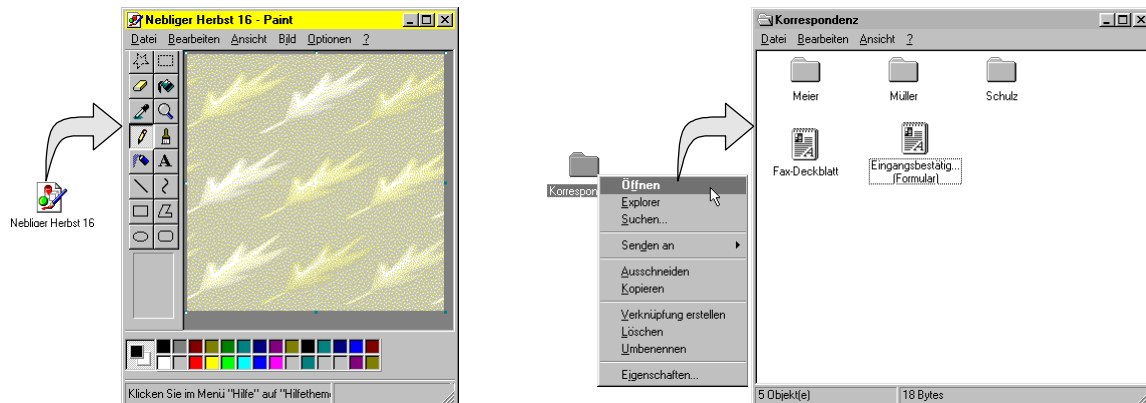 Nebliger Herbst 16 - Paint
Datei Bearbeiten Ansicht Bild Optionen ?
A
Nebliger Herbst 16
Klicken Sie im Menü "Hilfe" auf "Hilfethem
Korrespon
Öffnen
Explorer
Suchen...
Senden an
Ausschneiden
Kopieren
Verknüpfung erstellen
Löschen
Umbenennen
Eigenschaften...
Korrespondenz
Datei Bearbeiten Ansicht ?
Meier Müller Schulz
Fax-Deckblatt
Eingangsbestätig...
(Formular)
5 Objekt(e) 18 Bytes